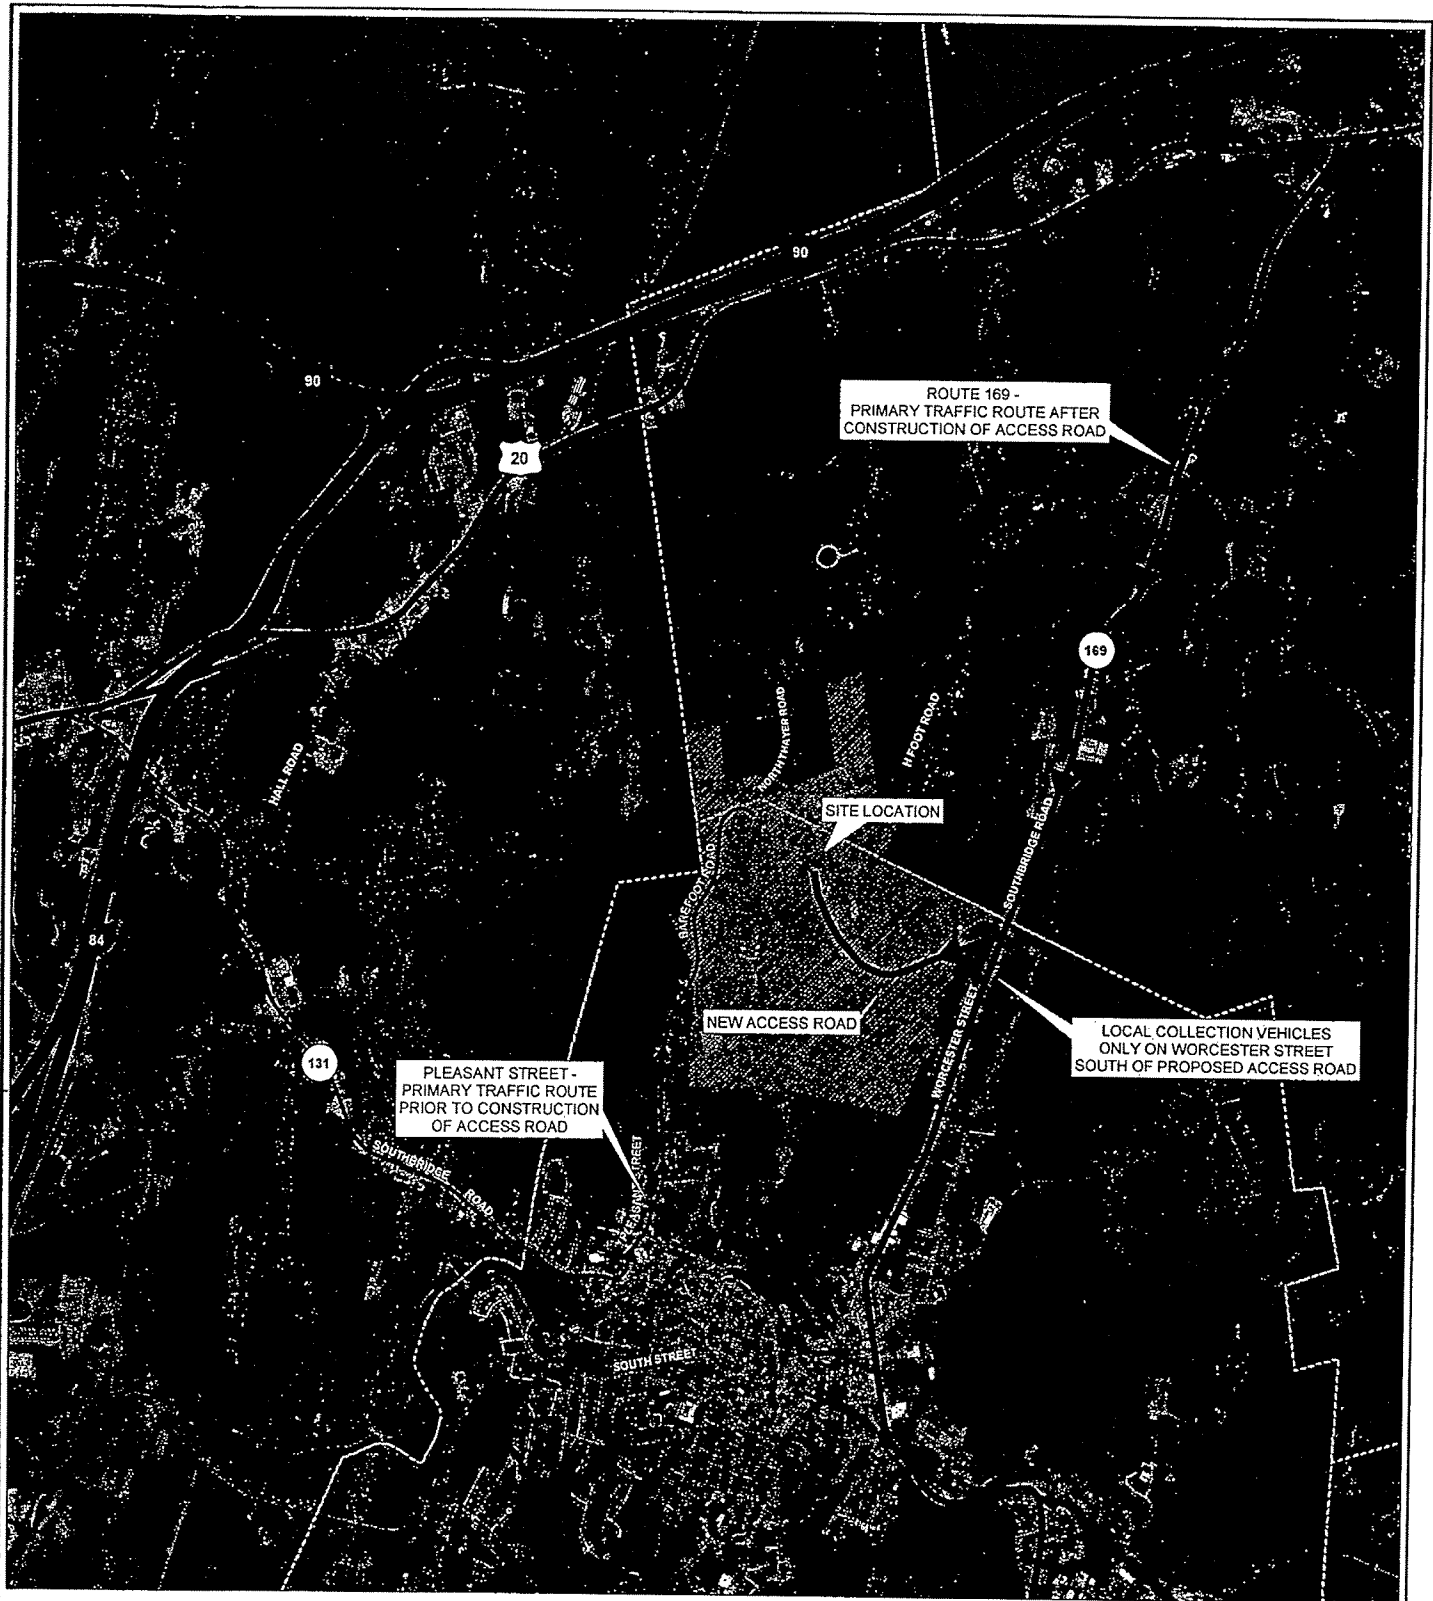 90
90
ROUTE 169 -
PRIMARY TRAFFIC ROUTE AFTER
CONSTRUCTION OF ACCESS ROAD
20
169
NORTH THAYER ROAD
H FOOT ROAD
HALL ROAD
SITE LOCATION
SOUTHBRIDGE ROAD
BAREFOOT ROAD
84
NEW ACCESS ROAD
WORCESTER STREET
LOCAL COLLECTION VEHICLES
ONLY ON WORCESTER STREET
SOUTH OF PROPOSED ACCESS ROAD
131
PLEASANT STREET -
PRIMARY TRAFFIC ROUTE
PRIOR TO CONSTRUCTION
OF ACCESS ROAD
SOUTHBRIDGE ROAD
PLEASANT STREET
SOUTH STREET